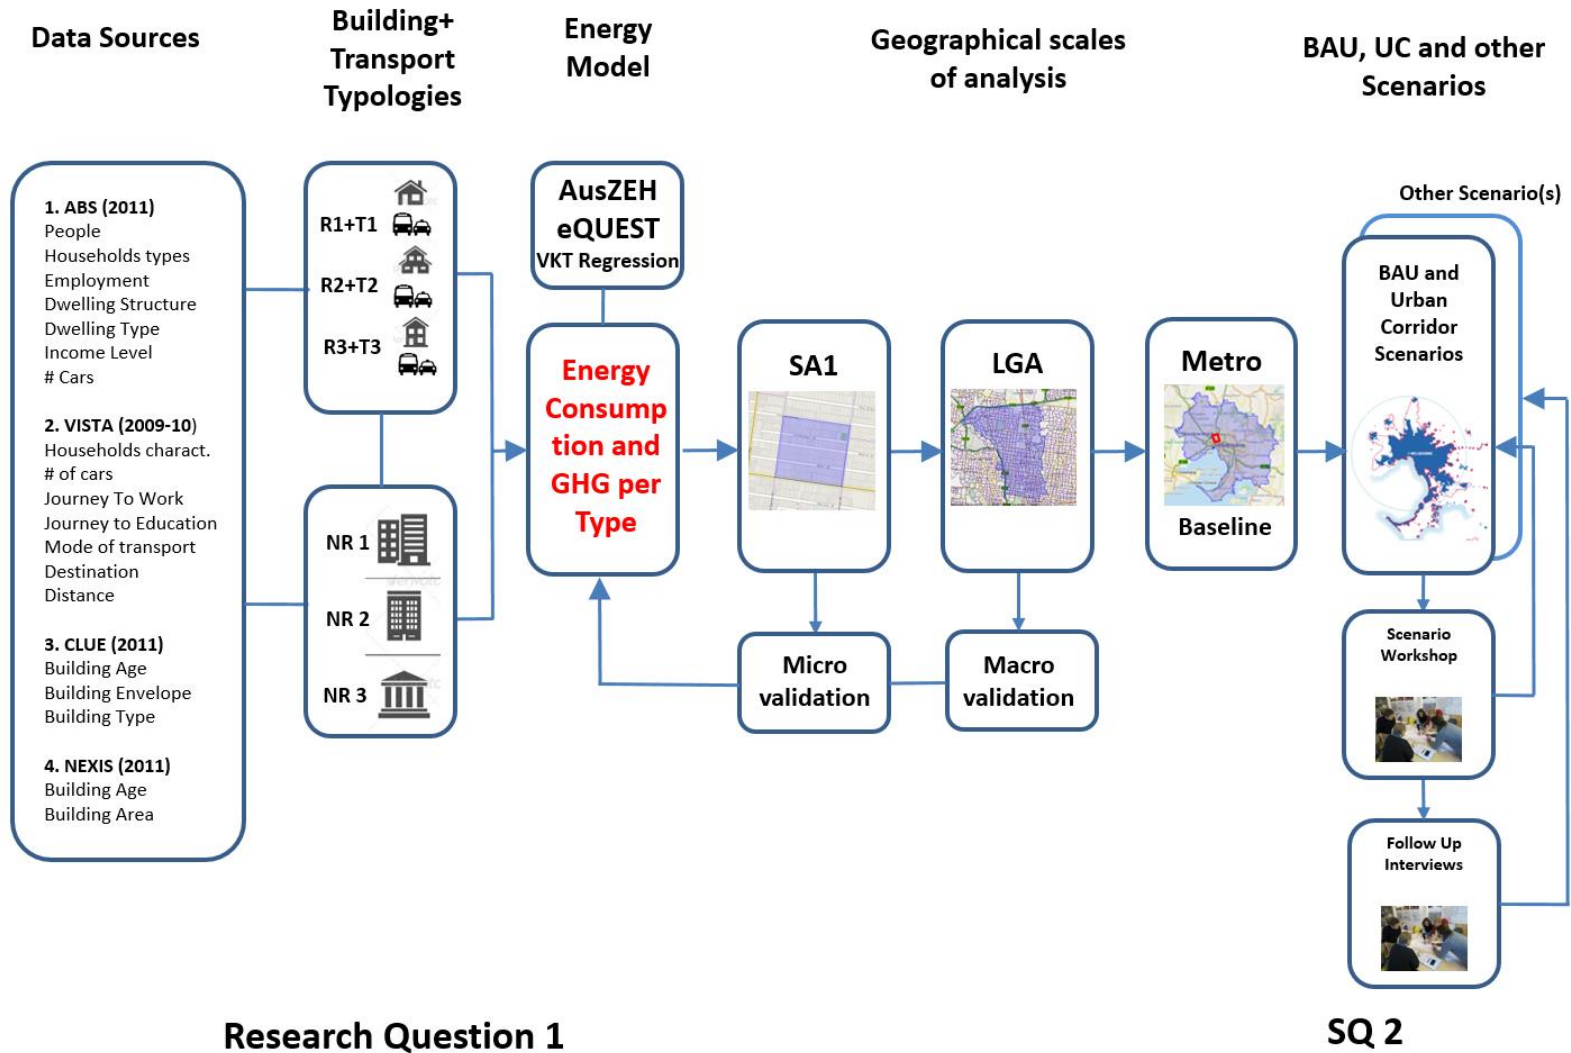 Data Sources
Building+
Transport
Typologies
Energy
Model
Geographical scales
of analysis
BAU, UC and other
Scenarios
1. ABS (2011)
People
Households types
Employment
Dwelling Structure
Dwelling Type
Income Level
# Cars
2. VISTA (2009-10)
Households charact.
# of cars
Journey To Work
Journey to Education
Mode of transport
Destination
Distance
3. CLUE (2011)
Building Age
Building Envelope
Building Type
4. NEXIS (2011)
Building Age
Building Area
R1+T1
R2+T2
R3+T3
NR 1
NR 2
NR 3
AusZEH
eQUEST
VKT Regression
Energy
Consump
tion and
GHG per
Type
SA1
LGA
Metro
Baseline
Micro
validation
Macro
validation
Other Scenario(s)
BAU and
Urban
Corridor
Scenarios
Scenario
Workshop
Follow Up
Interviews
Research Question 1
SQ 2